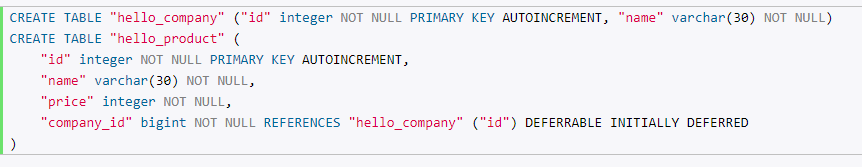 CREATE TABLE "hello_company" ("id" integer NOT NULL PRIMARY KEY AUTOINCREMENT, "name" varchar(30) NOT NULL)
CREATE TABLE "hello_product" (
    "id" integer NOT NULL PRIMARY KEY AUTOINCREMENT,
    "name" varchar(30) NOT NULL,
    "price" integer NOT NULL,
    "company_id" bigint NOT NULL REFERENCES "hello_company" ("id") DEFERRABLE INITIALLY DEFERRED
)